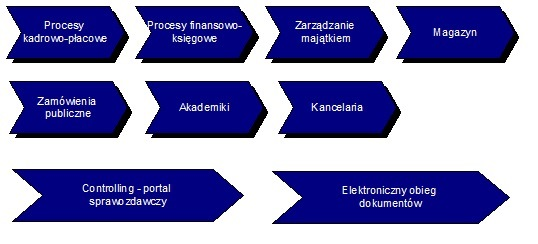 Procesy
kadrowo-płacowe
Procesy finansowo-
księgowe
Zarządzanie
majątkiem
Magazyn
Zamówienia
publiczne
Akademiki
Kancelaria
Controlling - portal
sprawozdawczy
Elektroniczny obieg
dokumentów